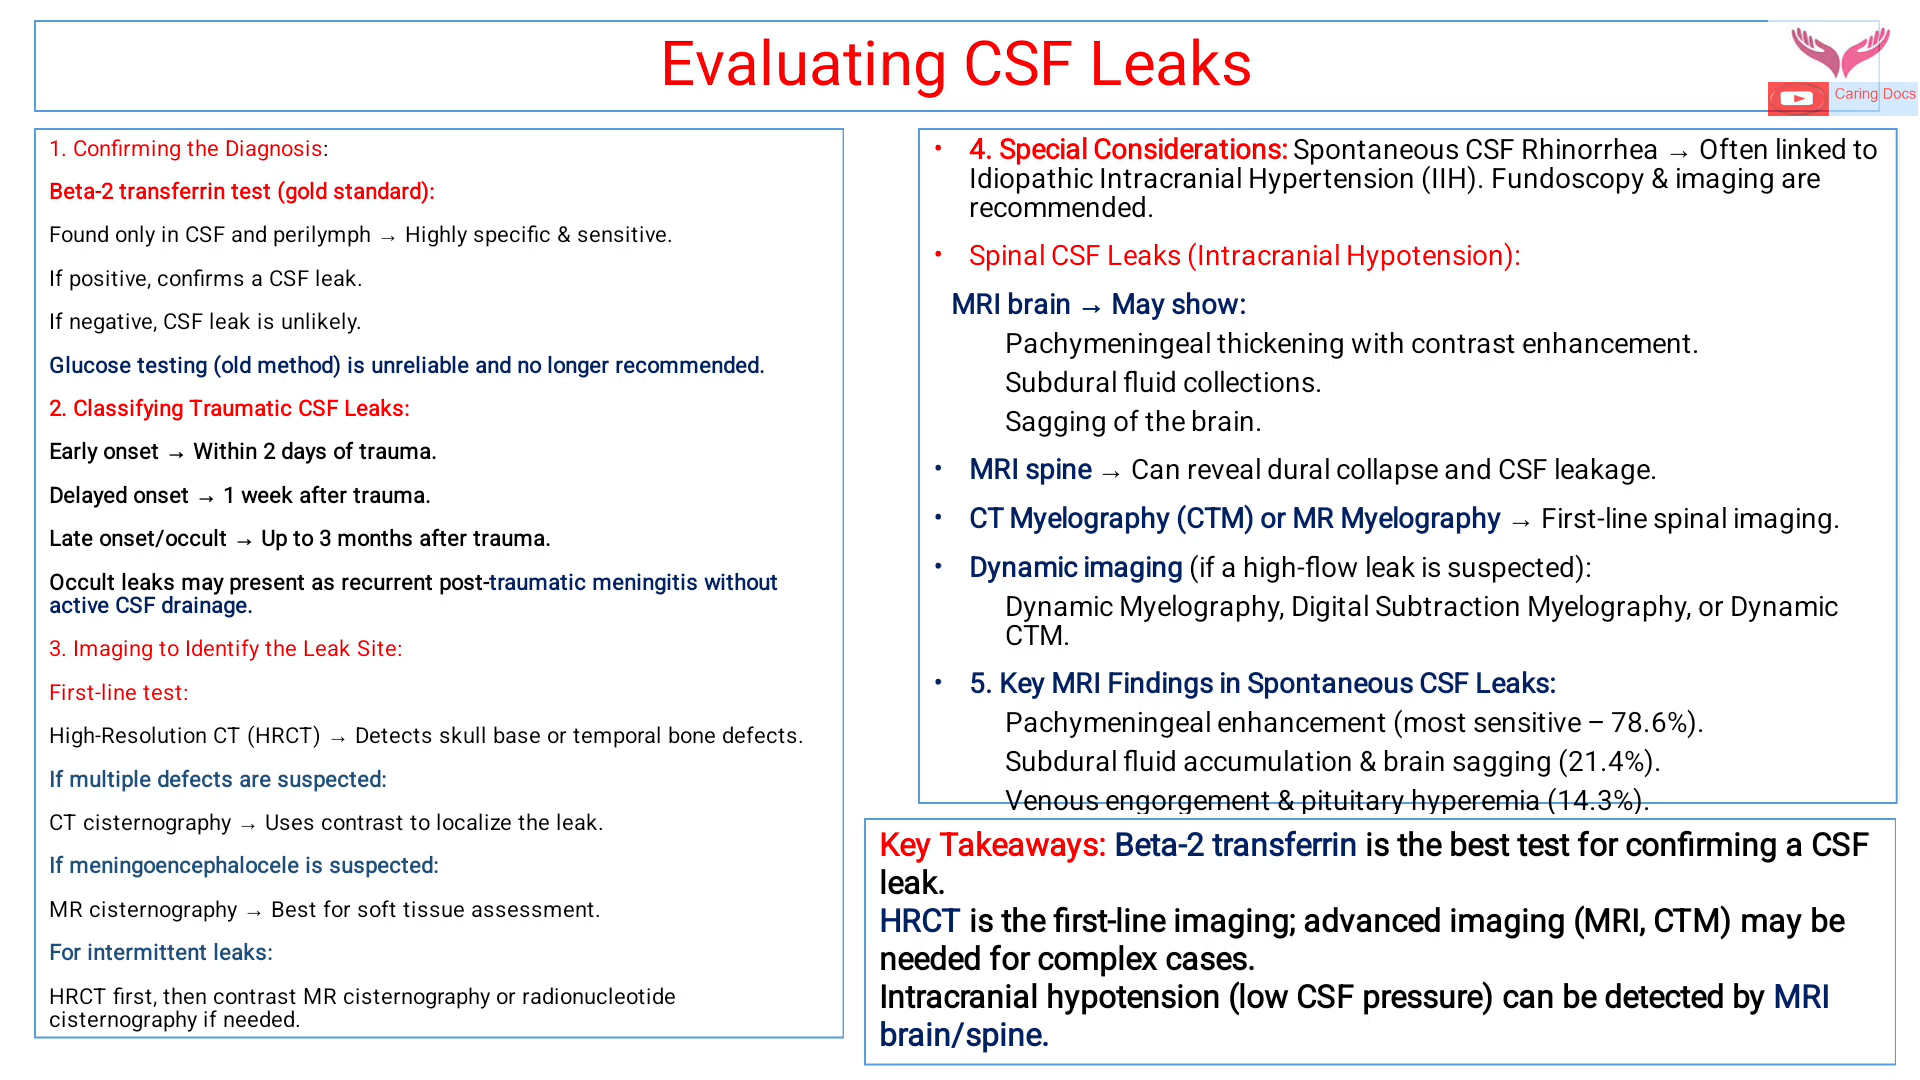 Evaluating CSF Leaks
Caring Docs
1. Confirming the Diagnosis:
Beta-2 transferrin test (gold standard):
Found only in CSF and perilymph → Highly specific & sensitive.
If positive, confirms a CSF leak.
If negative, CSF leak is unlikely.
Glucose testing (old method) is unreliable and no longer recommended.
2. Classifying Traumatic CSF Leaks:
Early onset → Within 2 days of trauma.
Delayed onset → 1 week after trauma.
Late onset/occult → Up to 3 months after trauma.
Occult leaks may present as recurrent post-traumatic meningitis without
active CSF drainage.
3. Imaging to Identify the Leak Site:
First-line test:
High-Resolution CT (HRCT) → Detects skull base or temporal bone defects.
If multiple defects are suspected:
CT cisternography → Uses contrast to localize the leak.
If meningoencephalocele is suspected:
MR cisternography → Best for soft tissue assessment.
For intermittent leaks:
HRCT first, then contrast MR cisternography or radionucleotide
cisternography if needed.
• 4. Special Considerations: Spontaneous CSF Rhinorrhea → Often linked to
Idiopathic Intracranial Hypertension (IIH). Fundoscopy & imaging are
recommended.
• Spinal CSF Leaks (Intracranial Hypotension):
MRI brain → May show:
Pachymeningeal thickening with contrast enhancement.
Subdural fluid collections.
Sagging of the brain.
• MRI spine → Can reveal dural collapse and CSF leakage.
• CT Myelography (CTM) or MR Myelography → First-line spinal imaging.
• Dynamic imaging (if a high-flow leak is suspected):
Dynamic Myelography, Digital Subtraction Myelography, or Dynamic
CTM.
• 5. Key MRI Findings in Spontaneous CSF Leaks:
Pachymeningeal enhancement (most sensitive – 78.6%).
Subdural fluid accumulation & brain sagging (21.4%).
Venous engorgement & pituitary hyperemia (14.3%).
Key Takeaways: Beta-2 transferrin is the best test for confirming a CSF
leak.
HRCT is the first-line imaging; advanced imaging (MRI, CTM) may be
needed for complex cases.
Intracranial hypotension (low CSF pressure) can be detected by MRI
brain/spine.